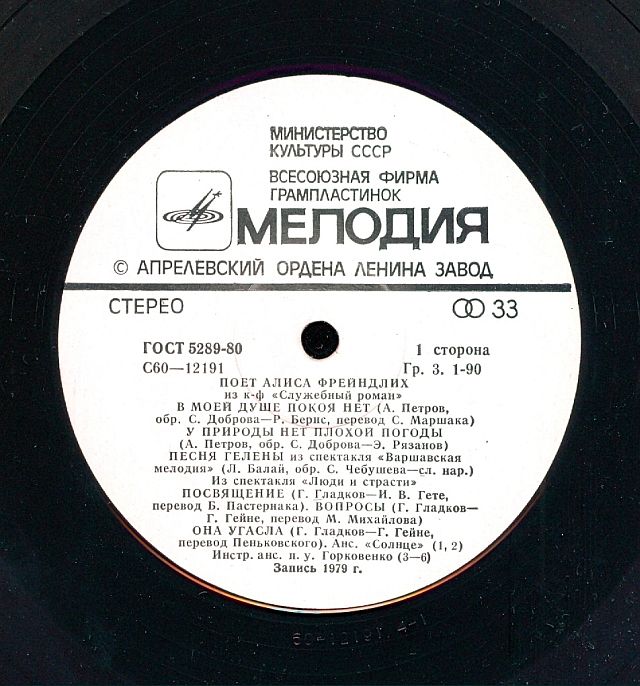 МИНИСТЕРСТВО
КУЛЬТУРЫ СССР
ВСЕСОЮЗНАЯ ФИРМА
ГРАМПЛАСТИНОК
МЕЛОДИЯ
© АПРЕЛЕВСКИЙ ОРДЕНА ЛЕНИНА ЗАВОД
СТЕРЕО 33
ГОСТ 5289-80 1 сторона
С60—12191 Гр. 3. 1-90
ПОЕТ АЛИСА ФРЕЙНДЛИХ
из к-ф «Служебный роман»
В МОЕЙ ДУШЕ ПОКОЯ НЕТ (А. Петров,
обр. С. Доброва—Р. Бернс, перевод С. Маршака)
У ПРИРОДЫ НЕТ ПЛОХОЙ ПОГОДЫ
(А. Петров, обр. С. Доброва—Э. Рязанов)
ПЕСНЯ ГЕЛЕНЫ из спектакля «Варшавская
мелодия» (Л. Балай, обр. С. Чебушева—сл. нар.)
Из спектакля «Люди и страсти»
ПОСВЯЩЕНИЕ (Г. Гладков—И. В. Гете,
перевод Б. Пастернака). ВОПРОСЫ (Г. Гладков—
Г. Гейне, перевод М. Михайлова)
ОНА УГАСЛА (Г. Гладков—Г. Гейне,
перевод Пеньковского). Анс. «Солнце» (1, 2)
Инстр. анс. п. у. Горковенко (3—6)
Запись 1979 г.